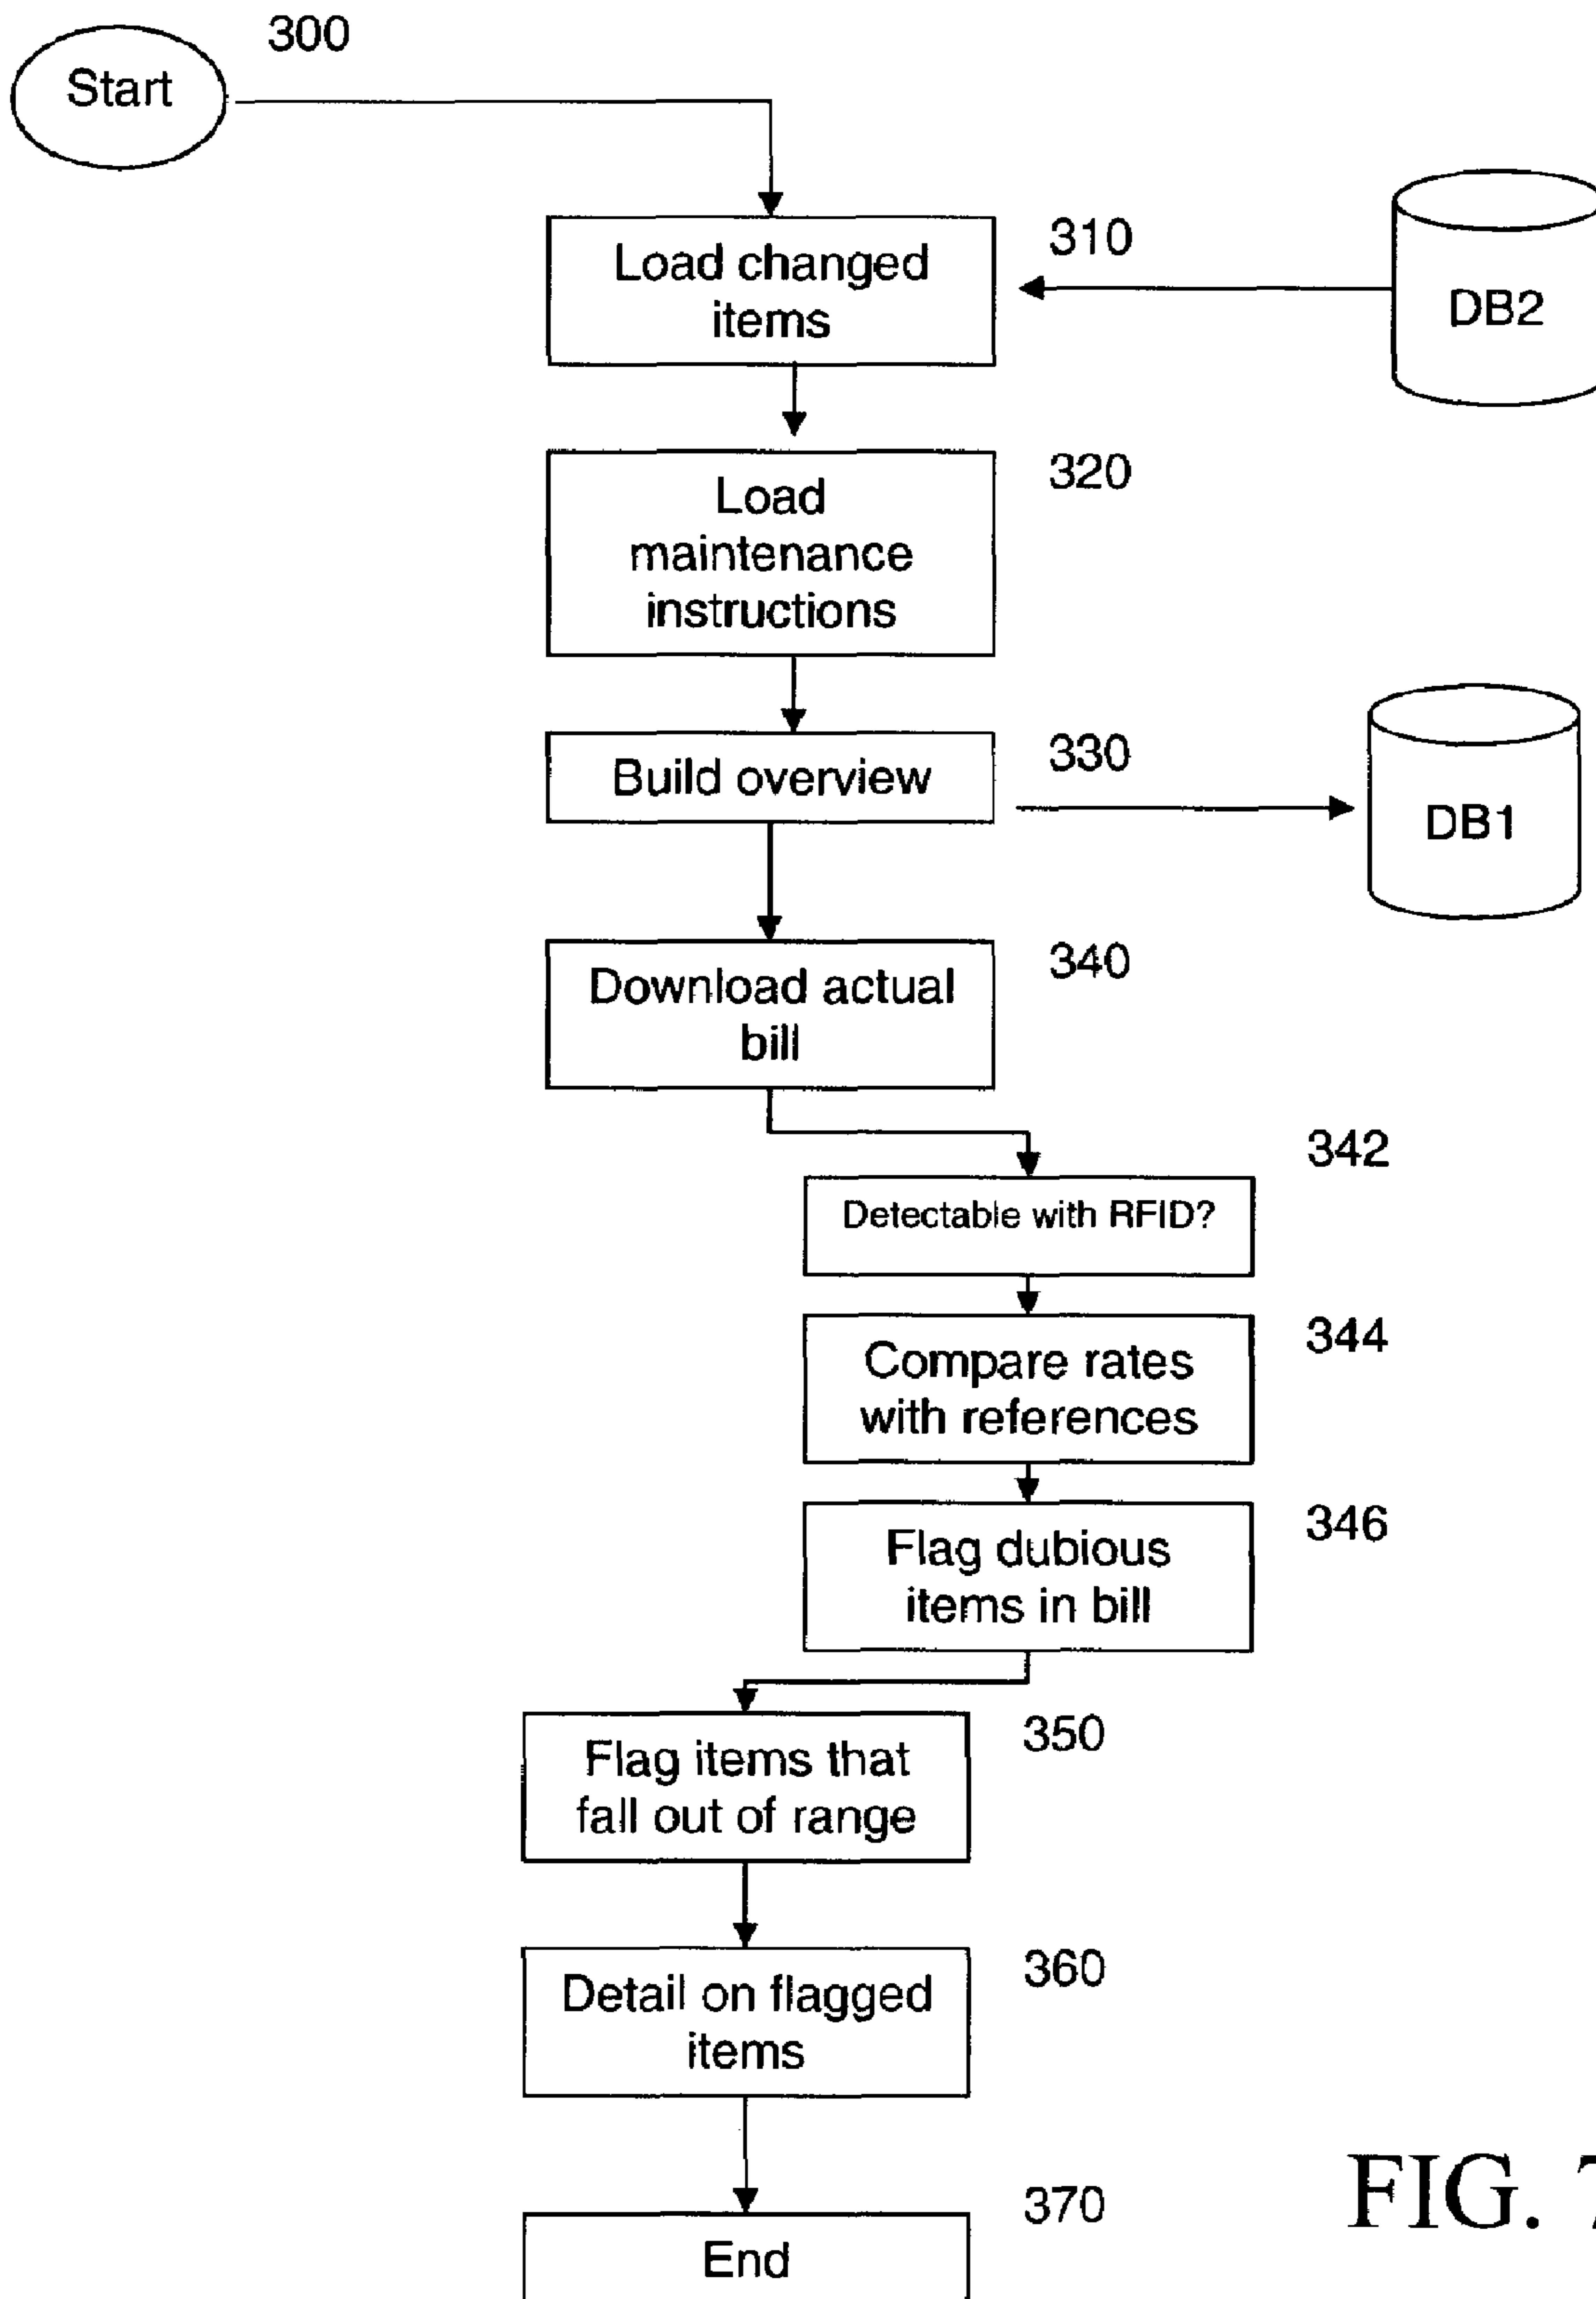 300
Start
310
Load changed
items
DB2
320
Load
maintenance
instructions
330
Build overview
DB1
340
Download actual
bill
342
Detectable with RFID?
344
Compare rates
with references
346
Flag dubious
items in bill
350
Flag items that
fall out of range
360
Detail on flagged
items
370
End
FIG. 7